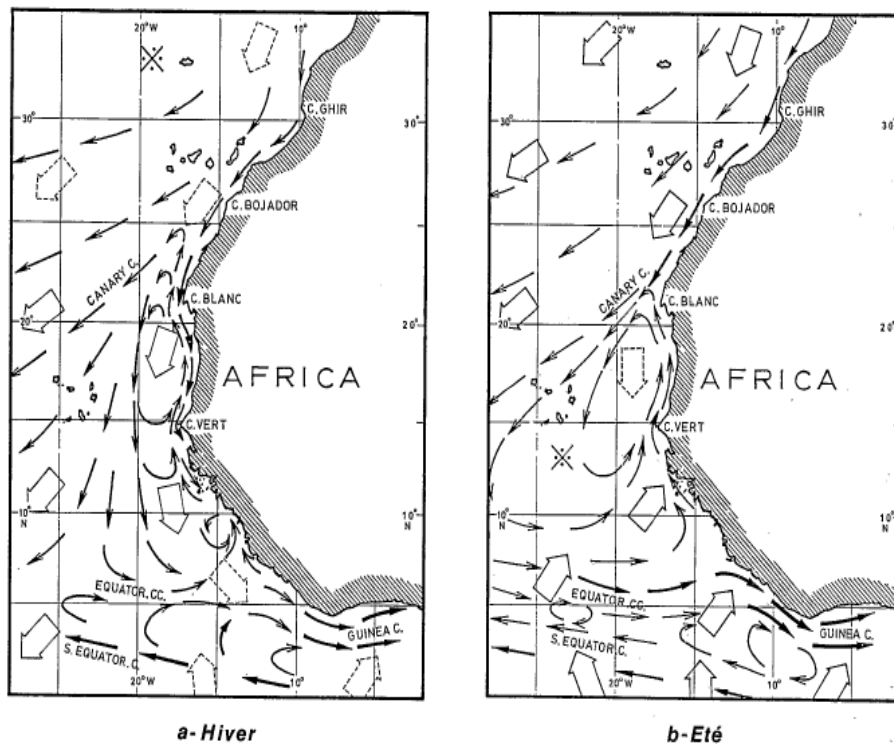 20°W
10°
C. GHIR
30°
30°
C. BOJADOR
CANARY C.
C. BLANC
20°
20°
AFRICA
C. VERT
10°
N
10°
N
EQUATOR. CC.
GUINEA C.
S. EQUATOR. C.
20°W
10°
a- Hiver
20°W
10°
C. GHIR
30°
30°
C. BOJADOR
CANARY C.
C. BLANC
20°
20°
AFRICA
C. VERT
10°
N
10°
N
EQUATOR. CC.
GUINEA C.
S. EQUATOR. C.
20°W
10°
b- Eté